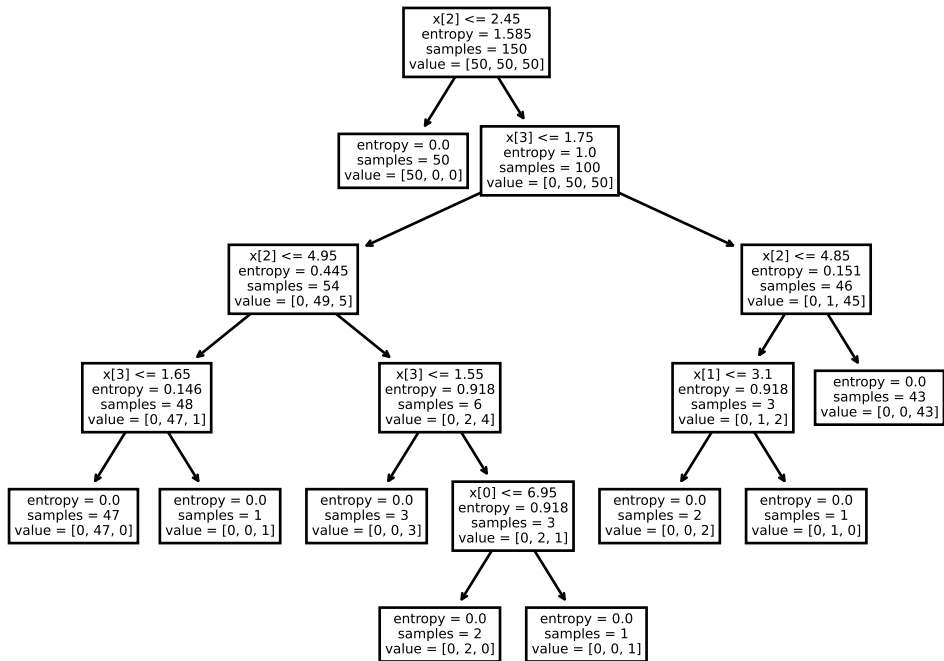 x[2] <= 2.45
entropy = 1.585
samples = 150
value = [50, 50, 50]
entropy = 0.0
samples = 50
value = [50, 0, 0]
x[3] <= 1.75
entropy = 1.0
samples = 100
value = [0, 50, 50]
x[2] <= 4.95
entropy = 0.445
samples = 54
value = [0, 49, 5]
x[2] <= 4.85
entropy = 0.151
samples = 46
value = [0, 1, 45]
x[3] <= 1.65
entropy = 0.146
samples = 48
value = [0, 47, 1]
x[3] <= 1.55
entropy = 0.918
samples = 6
value = [0, 2, 4]
x[1] <= 3.1
entropy = 0.918
samples = 3
value = [0, 1, 2]
entropy = 0.0
samples = 43
value = [0, 0, 43]
entropy = 0.0
samples = 47
value = [0, 47, 0]
entropy = 0.0
samples = 1
value = [0, 0, 1]
entropy = 0.0
samples = 3
value = [0, 0, 3]
x[0] <= 6.95
entropy = 0.918
samples = 3
value = [0, 2, 1]
entropy = 0.0
samples = 2
value = [0, 0, 2]
entropy = 0.0
samples = 1
value = [0, 1, 0]
entropy = 0.0
samples = 2
value = [0, 2, 0]
entropy = 0.0
samples = 1
value = [0, 0, 1]